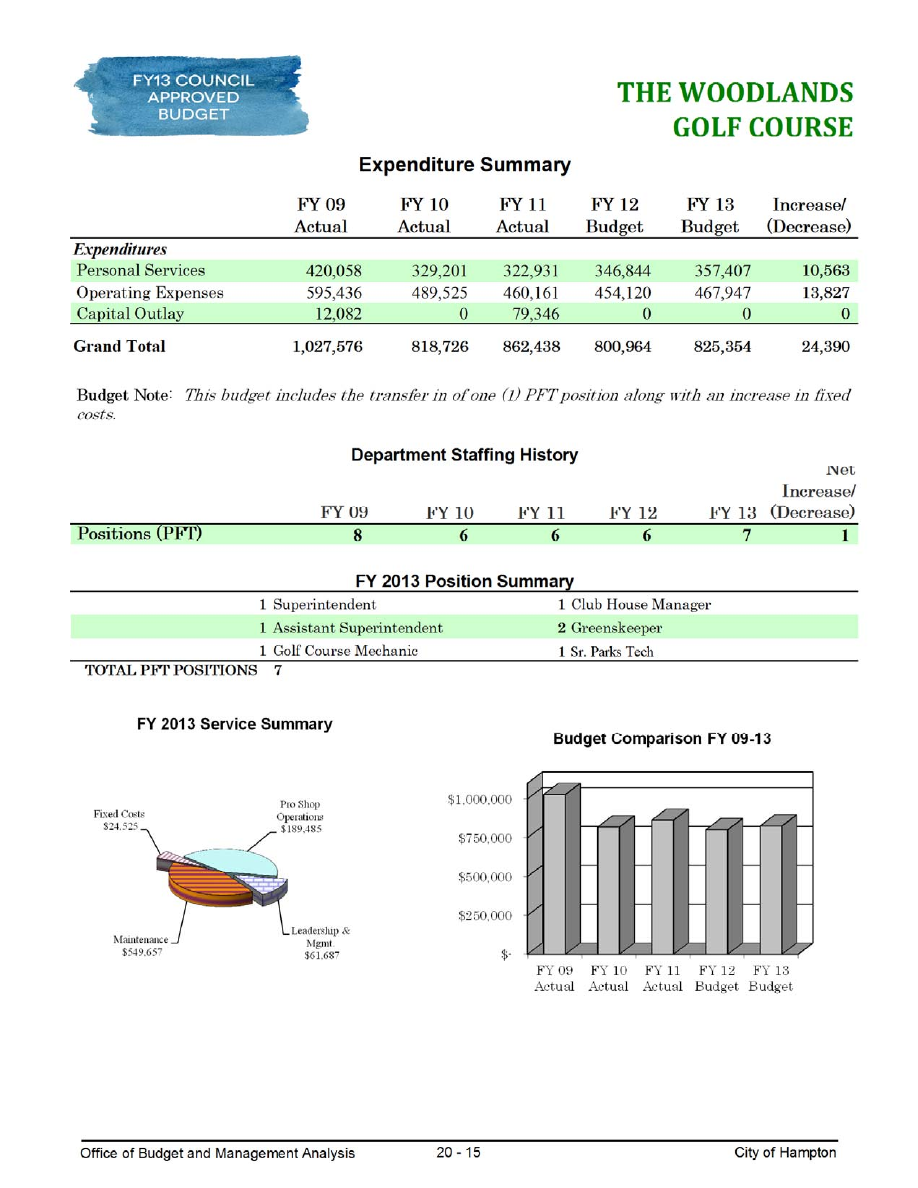 FY13 COUNCIL
APPROVED
BUDGET
THE WOODLANDS
GOLF COURSE
Expenditure Summary
FY 09 FY 10 FY 11 FY 12 FY 13 Increase/
Actual Actual Actual Budget Budget (Decrease)
Expenditures
Personal Services 420,058 329,201 322,931 346,844 357,407 10,563
Operating Expenses 595,436 489,525 460,161 454,120 467,947 13,827
Capital Outlay 12,082 0 79,346 0 0 0
Grand Total 1,027,576 818,726 862,438 800,964 825,354 24,390
Budget Note: This budget includes the transfer in of one (1) PFT position along with an increase in fixed
costs.
Department Staffing History
Net
Increase/
FY 09 FY 10 FY 11 FY 12 FY 13 (Decrease)
Positions (PFT) 8 6 6 6 7 1
FY 2013 Position Summary
1 Superintendent 1 Club House Manager
1 Assistant Superintendent 2 Greenskeeper
1 Golf Course Mechanic 1 Sr. Parks Tech
TOTAL PFT POSITIONS 7
FY 2013 Service Summary
Fixed Costs
$24,525
Pro Shop
Operations
$189,485
Maintenance
$549,657
Leadership &
Mgmt.
$61,687
Budget Comparison FY 09-13
$1,000,000
$750,000
$500,000
$250,000
$-
FY 09 FY 10 FY 11 FY 12 FY 13
Actual Actual Actual Budget Budget
Office of Budget and Management Analysis 20 - 15 City of Hampton